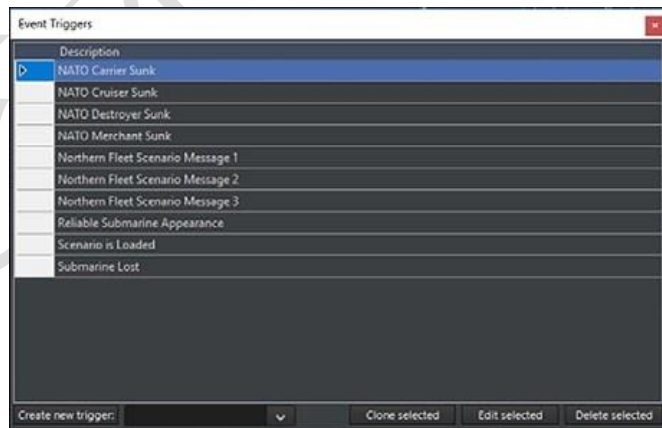 Event Triggers
Description
NATO Carrier Sunk
NATO Cruiser Sunk
NATO Destroyer Sunk
NATO Merchant Sunk
Northern Fleet Scenario Message 1
Northern Fleet Scenario Message 2
Northern Fleet Scenario Message 3
Reliable Submarine Appearance
Scenario is Loaded
Submarine Lost
Create new trigger: Clone selected Edit selected Delete selected